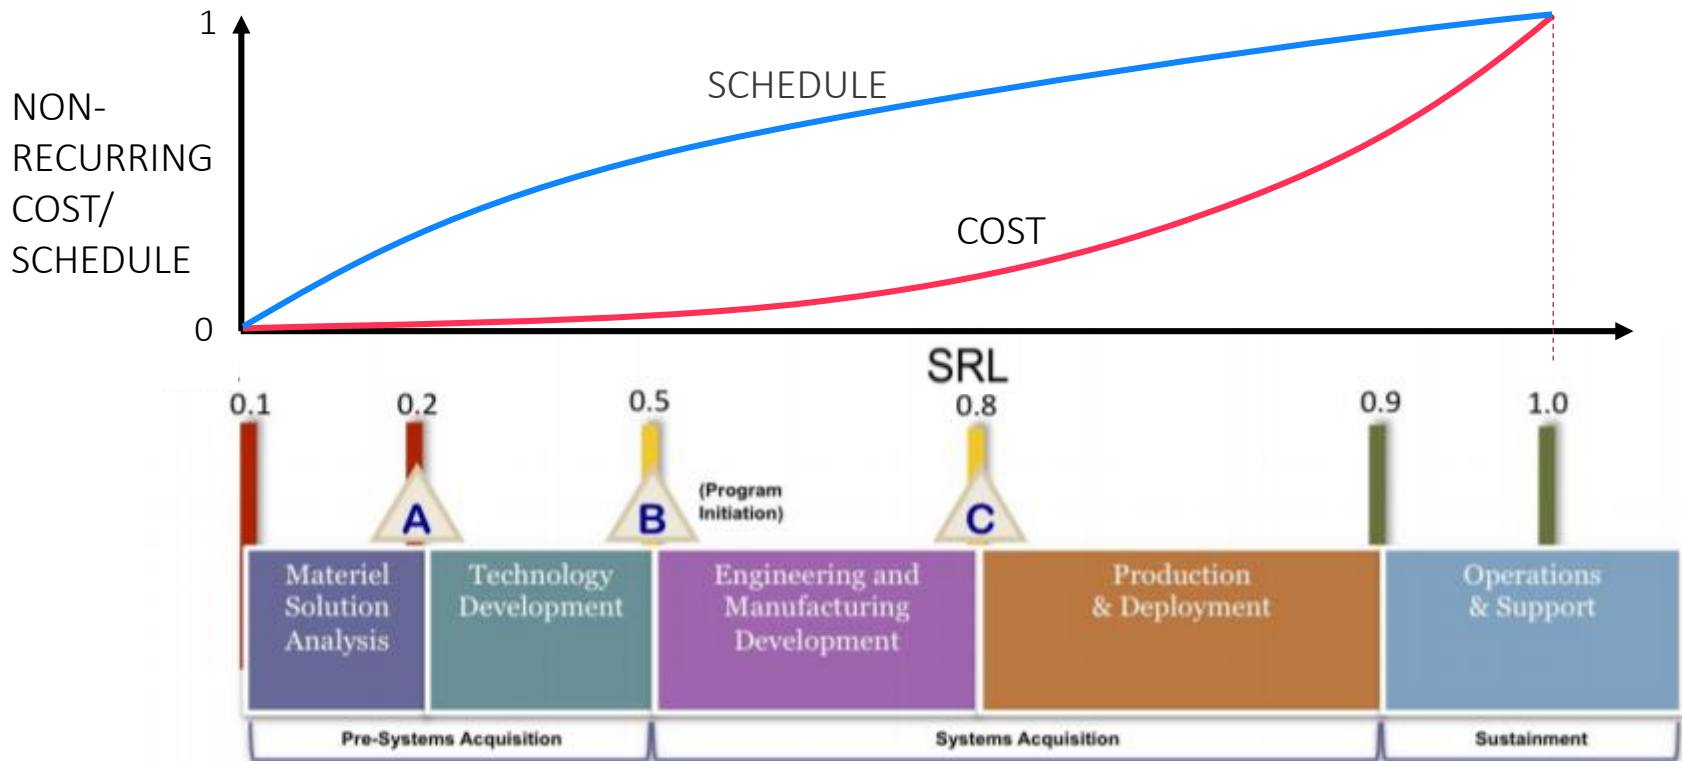 1
NON-
RECURRING
COST/
SCHEDULE
0
SCHEDULE
COST
SRL
0.1
0.2
0.5
0.8
0.9
1.0
A
B
(Program
Initiation)
C
Materiel
Solution
Analysis
Technology
Development
Engineering and
Manufacturing
Development
Production
& Deployment
Operations
& Support
Pre-Systems Acquisition
Systems Acquisition
Sustainment